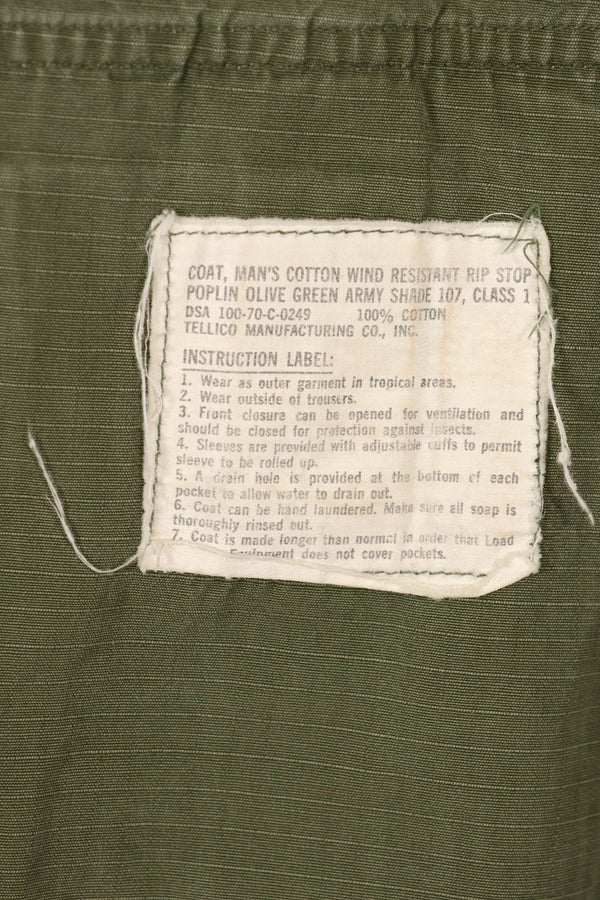 COAT, MAN'S COTTON WIND RESISTANT RIP STOP
POPLIN OLIVE GREEN ARMY SHADE 107, CLASS 1
DSA 100-70-C-0249 100% COTTON
TELLICO MANUFACTURING CO., INC.
INSTRUCTION LABEL:
1. Wear as outer garment in tropical areas.
2. Wear outside of trousers.
3. Front closure can be opened for ventilation and
should be closed for protection against insects.
4. Sleeves are provided with adjustable cuffs to permit
sleeve to be rolled up.
5. A drain hole is provided at the bottom of each
pocket to allow water to drain out.
6. Coat can be hand laundered. Make sure all soap is
thoroughly rinsed out.
7. Coat is made longer than normal in order that Load
Equipment does not cover pockets.